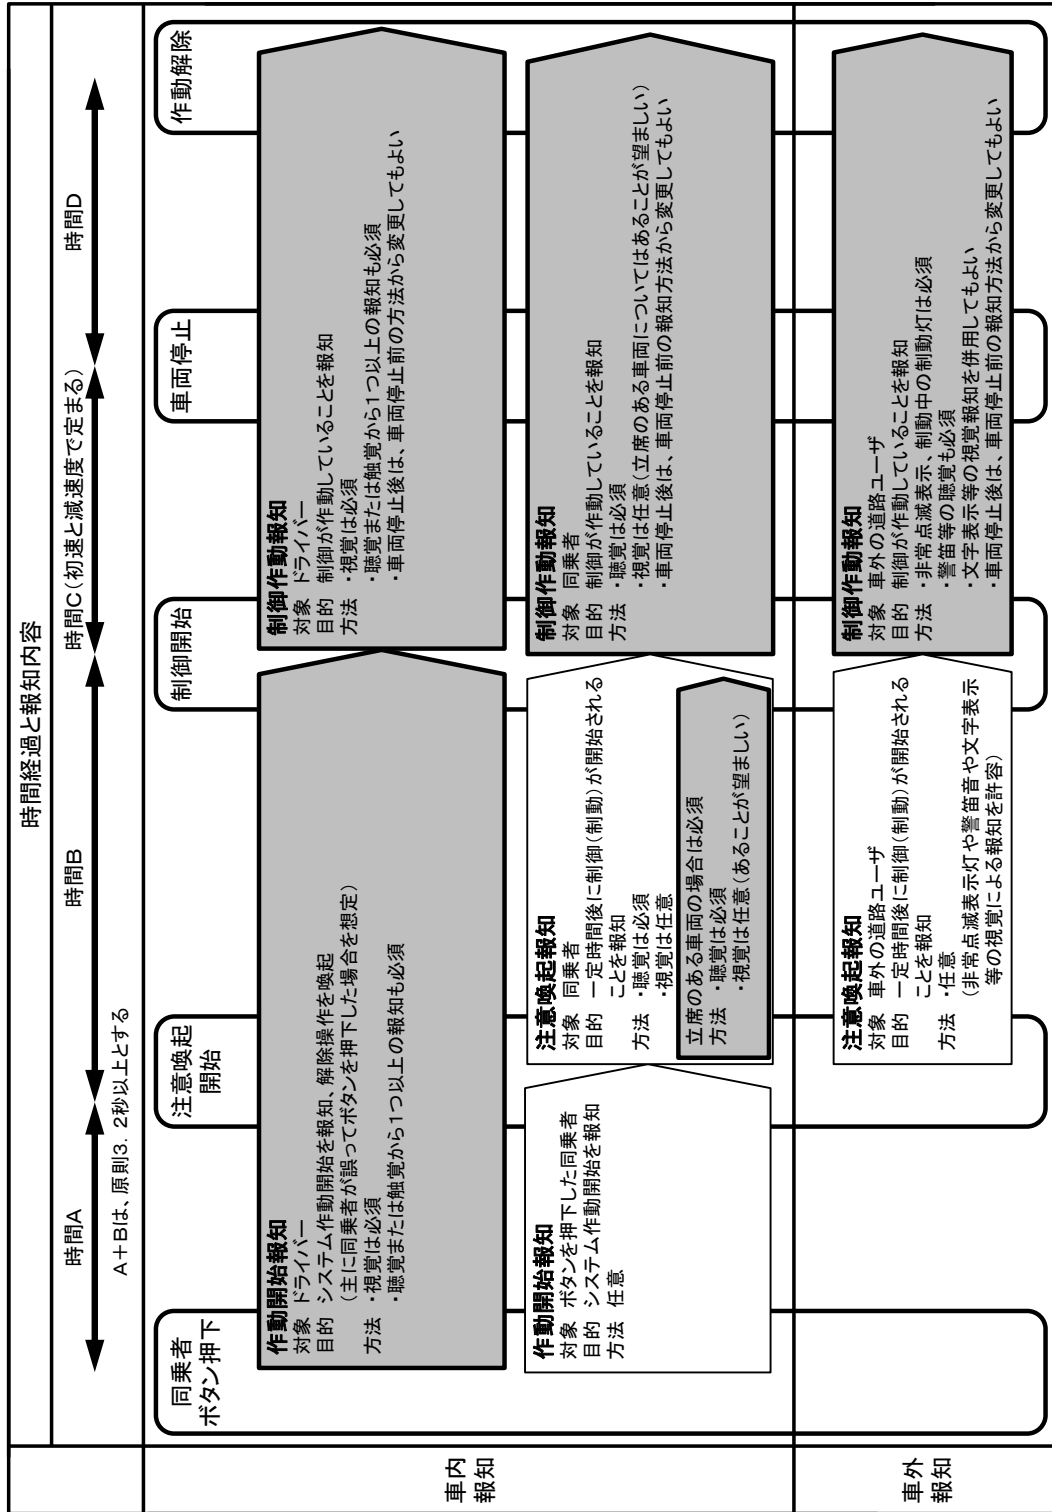 時間経過と報知内容
時間A
時間B
時間C(初速と減速度で定まる)
時間D
A+Bは、原則3.2秒以上とする
同乗者
ボタン押下
注意喚起
開始
制御開始
車両停止
作動解除
車内
報知
作動開始報知
対象 ドライバー
目的 システム作動開始を報知、解除操作を喚起
(主に同乗者が誤ってボタンを押下した場合を想定)
方法 ・視覚は必須
・聴覚または触覚から1つ以上の報知も必須
制御作動報知
対象 ドライバー
目的 制御が作動していることを報知
方法 ・視覚は必須
・聴覚または触覚から1つ以上の報知も必須
・車両停止後は、車両停止前の方法から変更してもよい
作動開始報知
対象 ボタンを押下した同乗者
目的 システム作動開始を報知
方法 任意
注意喚起報知
対象 同乗者
目的 一定時間後に制御(制動)が開始される
ことを報知
方法 ・聴覚は必須
・視覚は任意
立席のある車両の場合は必須
方法 ・聴覚は必須
・視覚は任意(あることが望ましい)
制御作動報知
対象 同乗者
目的 制御が作動していることを報知
方法 ・聴覚は必須
・視覚は任意(立席のある車両についてはあることが望ましい)
・車両停止後は、車両停止前の報知方法から変更してもよい
車外
報知
注意喚起報知
対象 車外の道路ユーザ
目的 一定時間後に制御(制動)が開始される
ことを報知
方法 ・任意
(非常点滅表示灯や警笛音や文字表示
等の視覚による報知を許容)
制御作動報知
対象 車外の道路ユーザ
目的 制御が作動していることを報知
方法 ・非常点滅表示、制動中の制動灯は必須
・警笛等の聴覚も必須
・文字表示等の視覚報知を併用してもよい
・車両停止後は、車両停止前の報知方法から変更してもよい